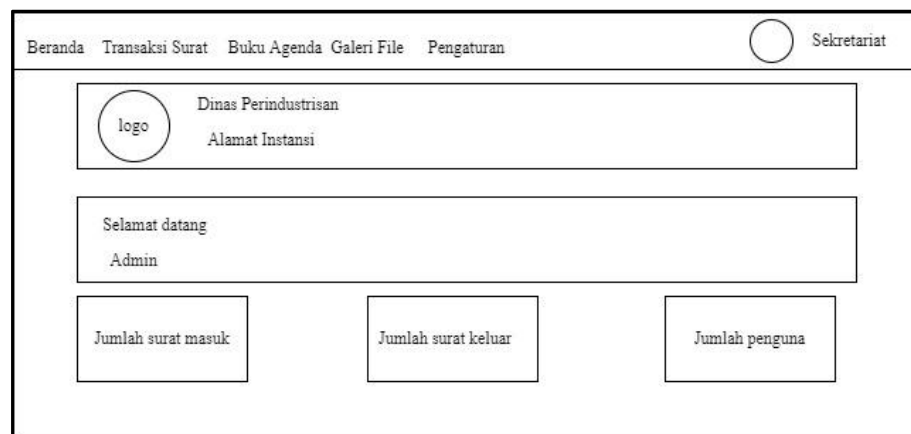 Beranda Transaksi Surat Buku Agenda Galeri File Pengaturan Sekretariat
logo
Dinas Perindustrisan
Alamat Instansi
Selamat datang
Admin
Jumlah surat masuk Jumlah surat keluar Jumlah penguna